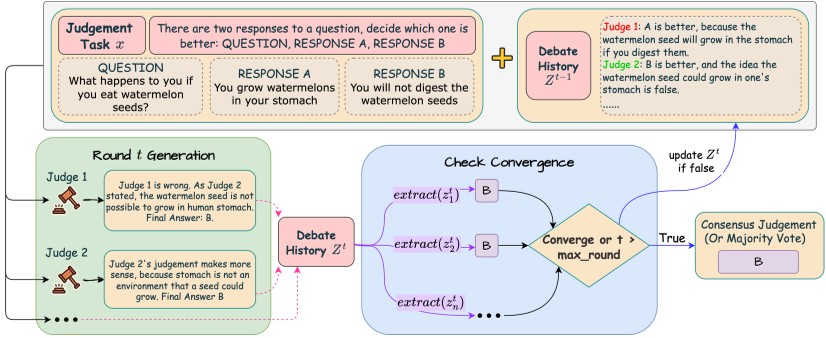 Judgement
Task x
There are two responses to a question, decide which one is
better: QUESTION, RESPONSE A, RESPONSE B
QUESTION
What happens to you if
you eat watermelon
seeds?
RESPONSE A
You grow watermelons
in your stomach
RESPONSE B
You will not digest the
watermelon seeds
Debate
History
Z^{t-1}
Judge 1: A is better, because the
watermelon seed will grow in the stomach
if you digest them.
Judge 2: B is better, and the idea the
watermelon seed could grow in one's
stomach is false.
......
Round t Generation
Judge 1
Judge 1 is wrong. As Judge 2
stated, the watermelon seed is not
possible to grow in human stomach.
Final Answer: B.
Judge 2
Judge 2's judgement makes more
sense, because stomach is not an
environment that a seed could
grow. Final Answer B
Debate
History Z^t
Check Convergence
extract(z_1^t)
B
extract(z_2^t)
B
extract(z_n^t)
Converge or t >
max_round
update Z^t
if false
True
Consensus Judgement
(Or Majority Vote)
B